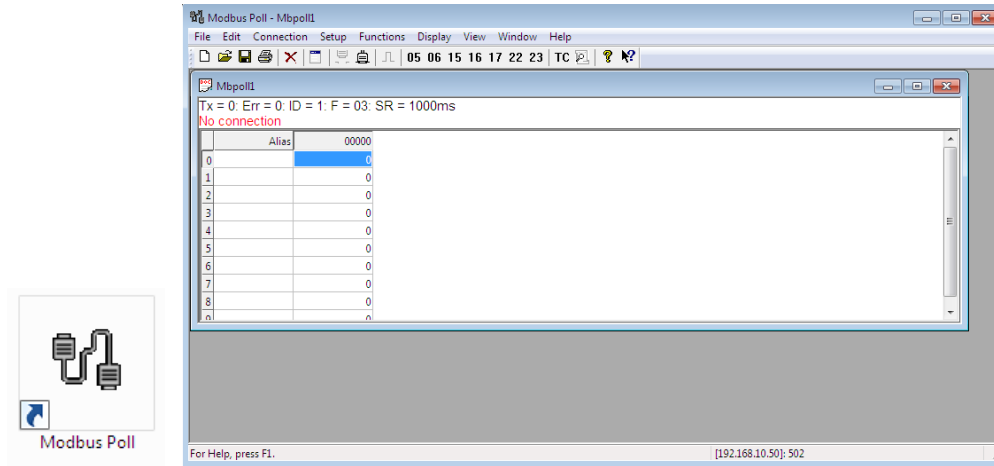 Modbus Poll
Modbus Poll - Mbpoll1
File Edit Connection Setup Functions Display View Window Help
05 06 15 16 17 22 23 TC
Mbpoll1
Tx = 0: Err = 0: ID = 1: F = 03: SR = 1000ms
No connection
Alias 00000
0 0
1 0
2 0
3 0
4 0
5 0
6 0
7 0
8 0
9 0
For Help, press F1. [192.168.10.50]: 502